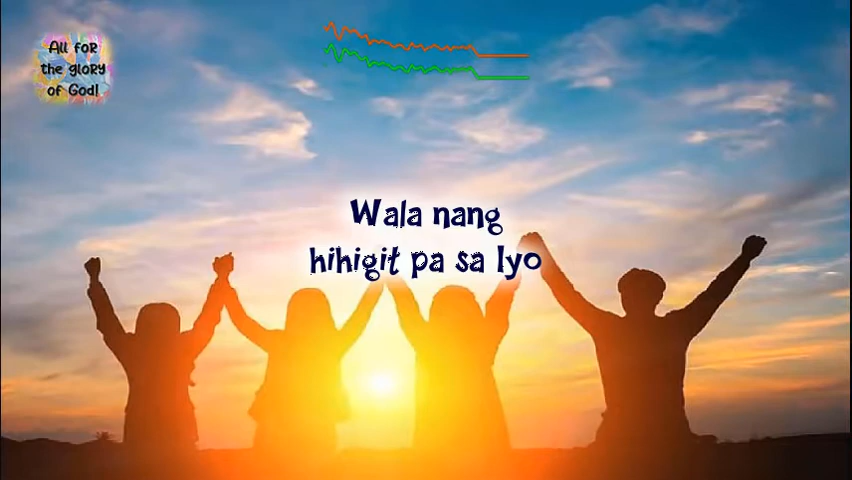 All for
the glory
of God!
Wala nang
hihigit pa sa Iyo